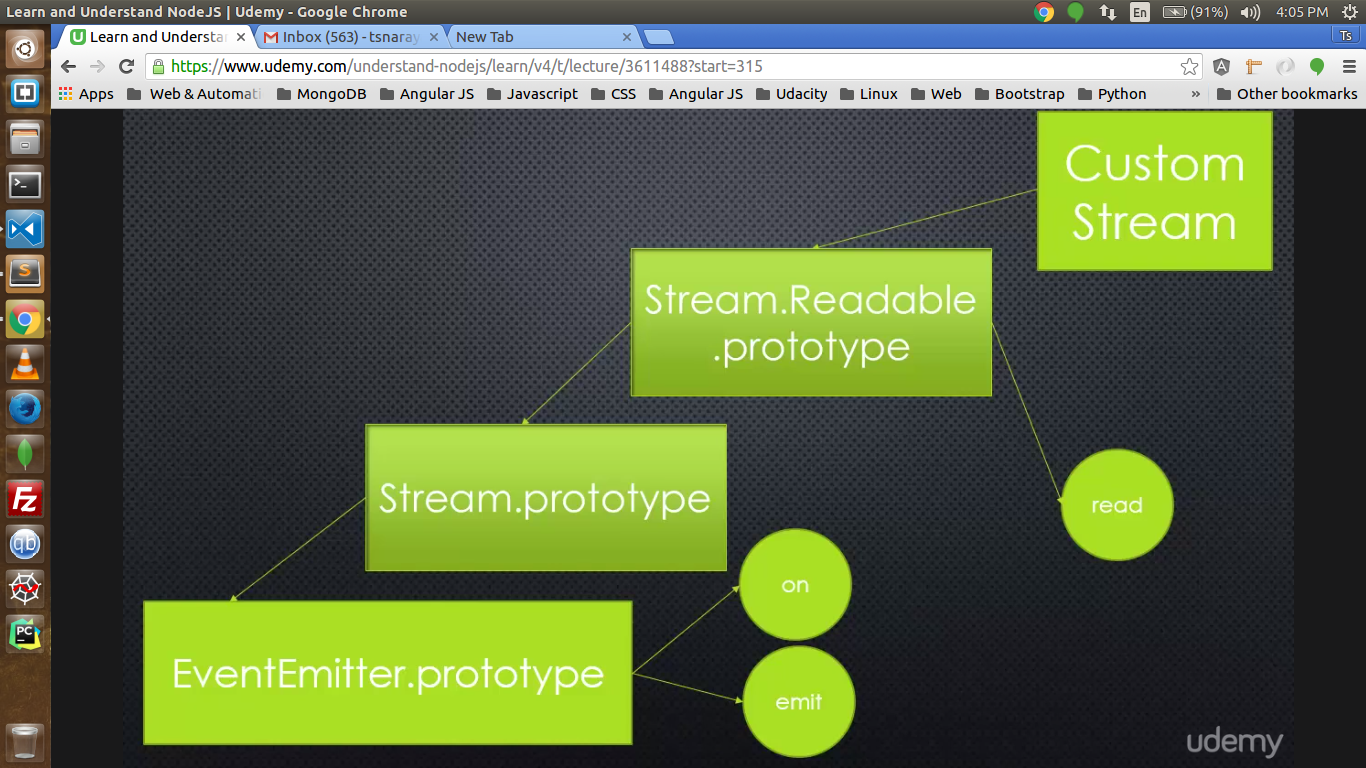 Learn and Understand NodeJS | Udemy - Google Chrome
En
(91%)
4:05 PM
Learn and Understa
Inbox (563) - tsnaray
New Tab
Ts
https://www.udemy.com/understand-nodejs/learn/v4/t/lecture/3611488?start=315
Apps
Web & Automati
MongoDB
Angular JS
Javascript
CSS
Angular JS
Udacity
Linux
Web
Bootstrap
Python
»
Other bookmarks
Custom
Stream
Stream.Readable
.prototype
Stream.prototype
read
on
EventEmitter.prototype
emit
udemy
Fz
qb
PC